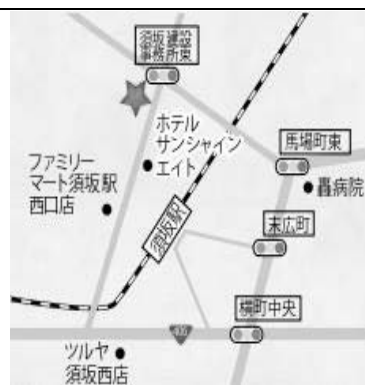 須坂建設
事務所東
ホテル
サンシャイン
エイト
馬場町東
ファミリー
マート須坂駅
西口店
轟病院
須坂駅
末広町
横町中央
406
ツルヤ
須坂西店